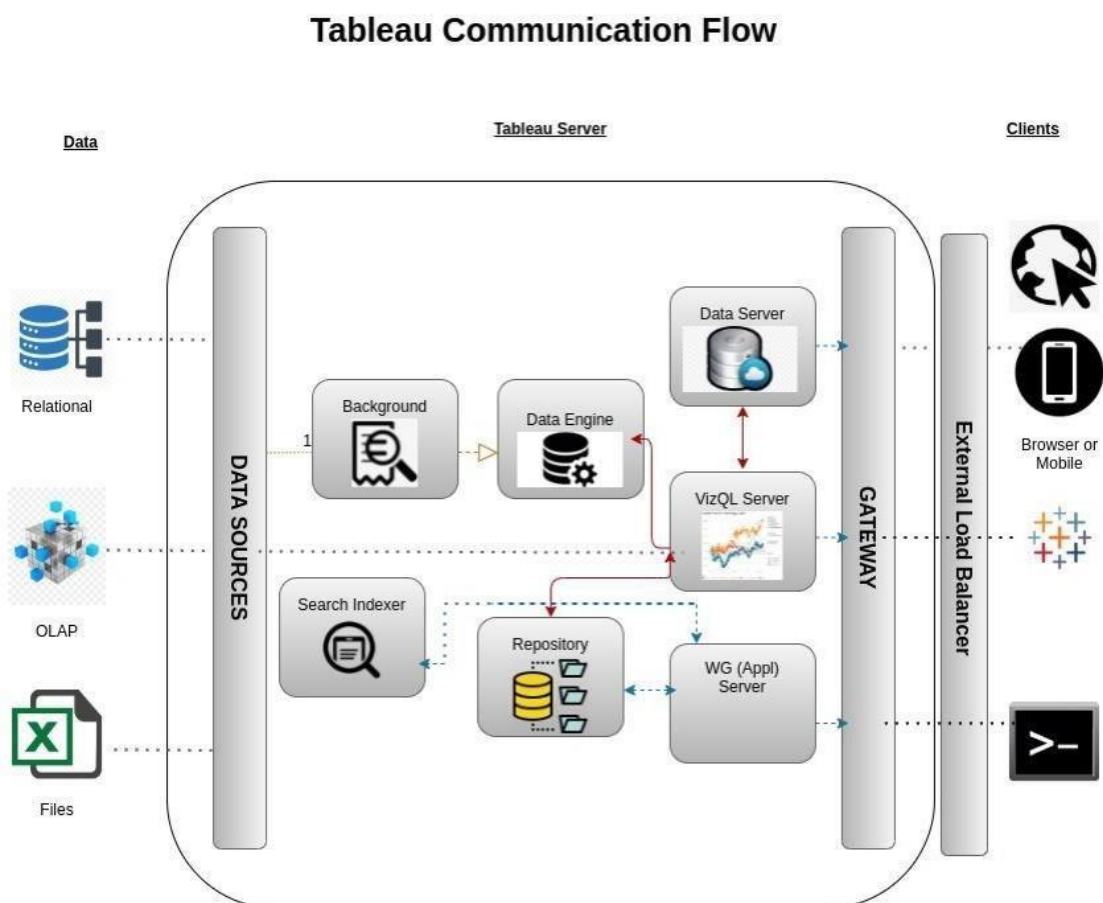 Tableau Communication Flow
Data
Tableau Server
Clients
Relational
OLAP
Files
DATA SOURCES
1
Background
Data Engine
Data Server
VizQL Server
Search Indexer
Repository
WG (Appl)
Server
GATEWAY
External Load Balancer
Browser or
Mobile
X
>_